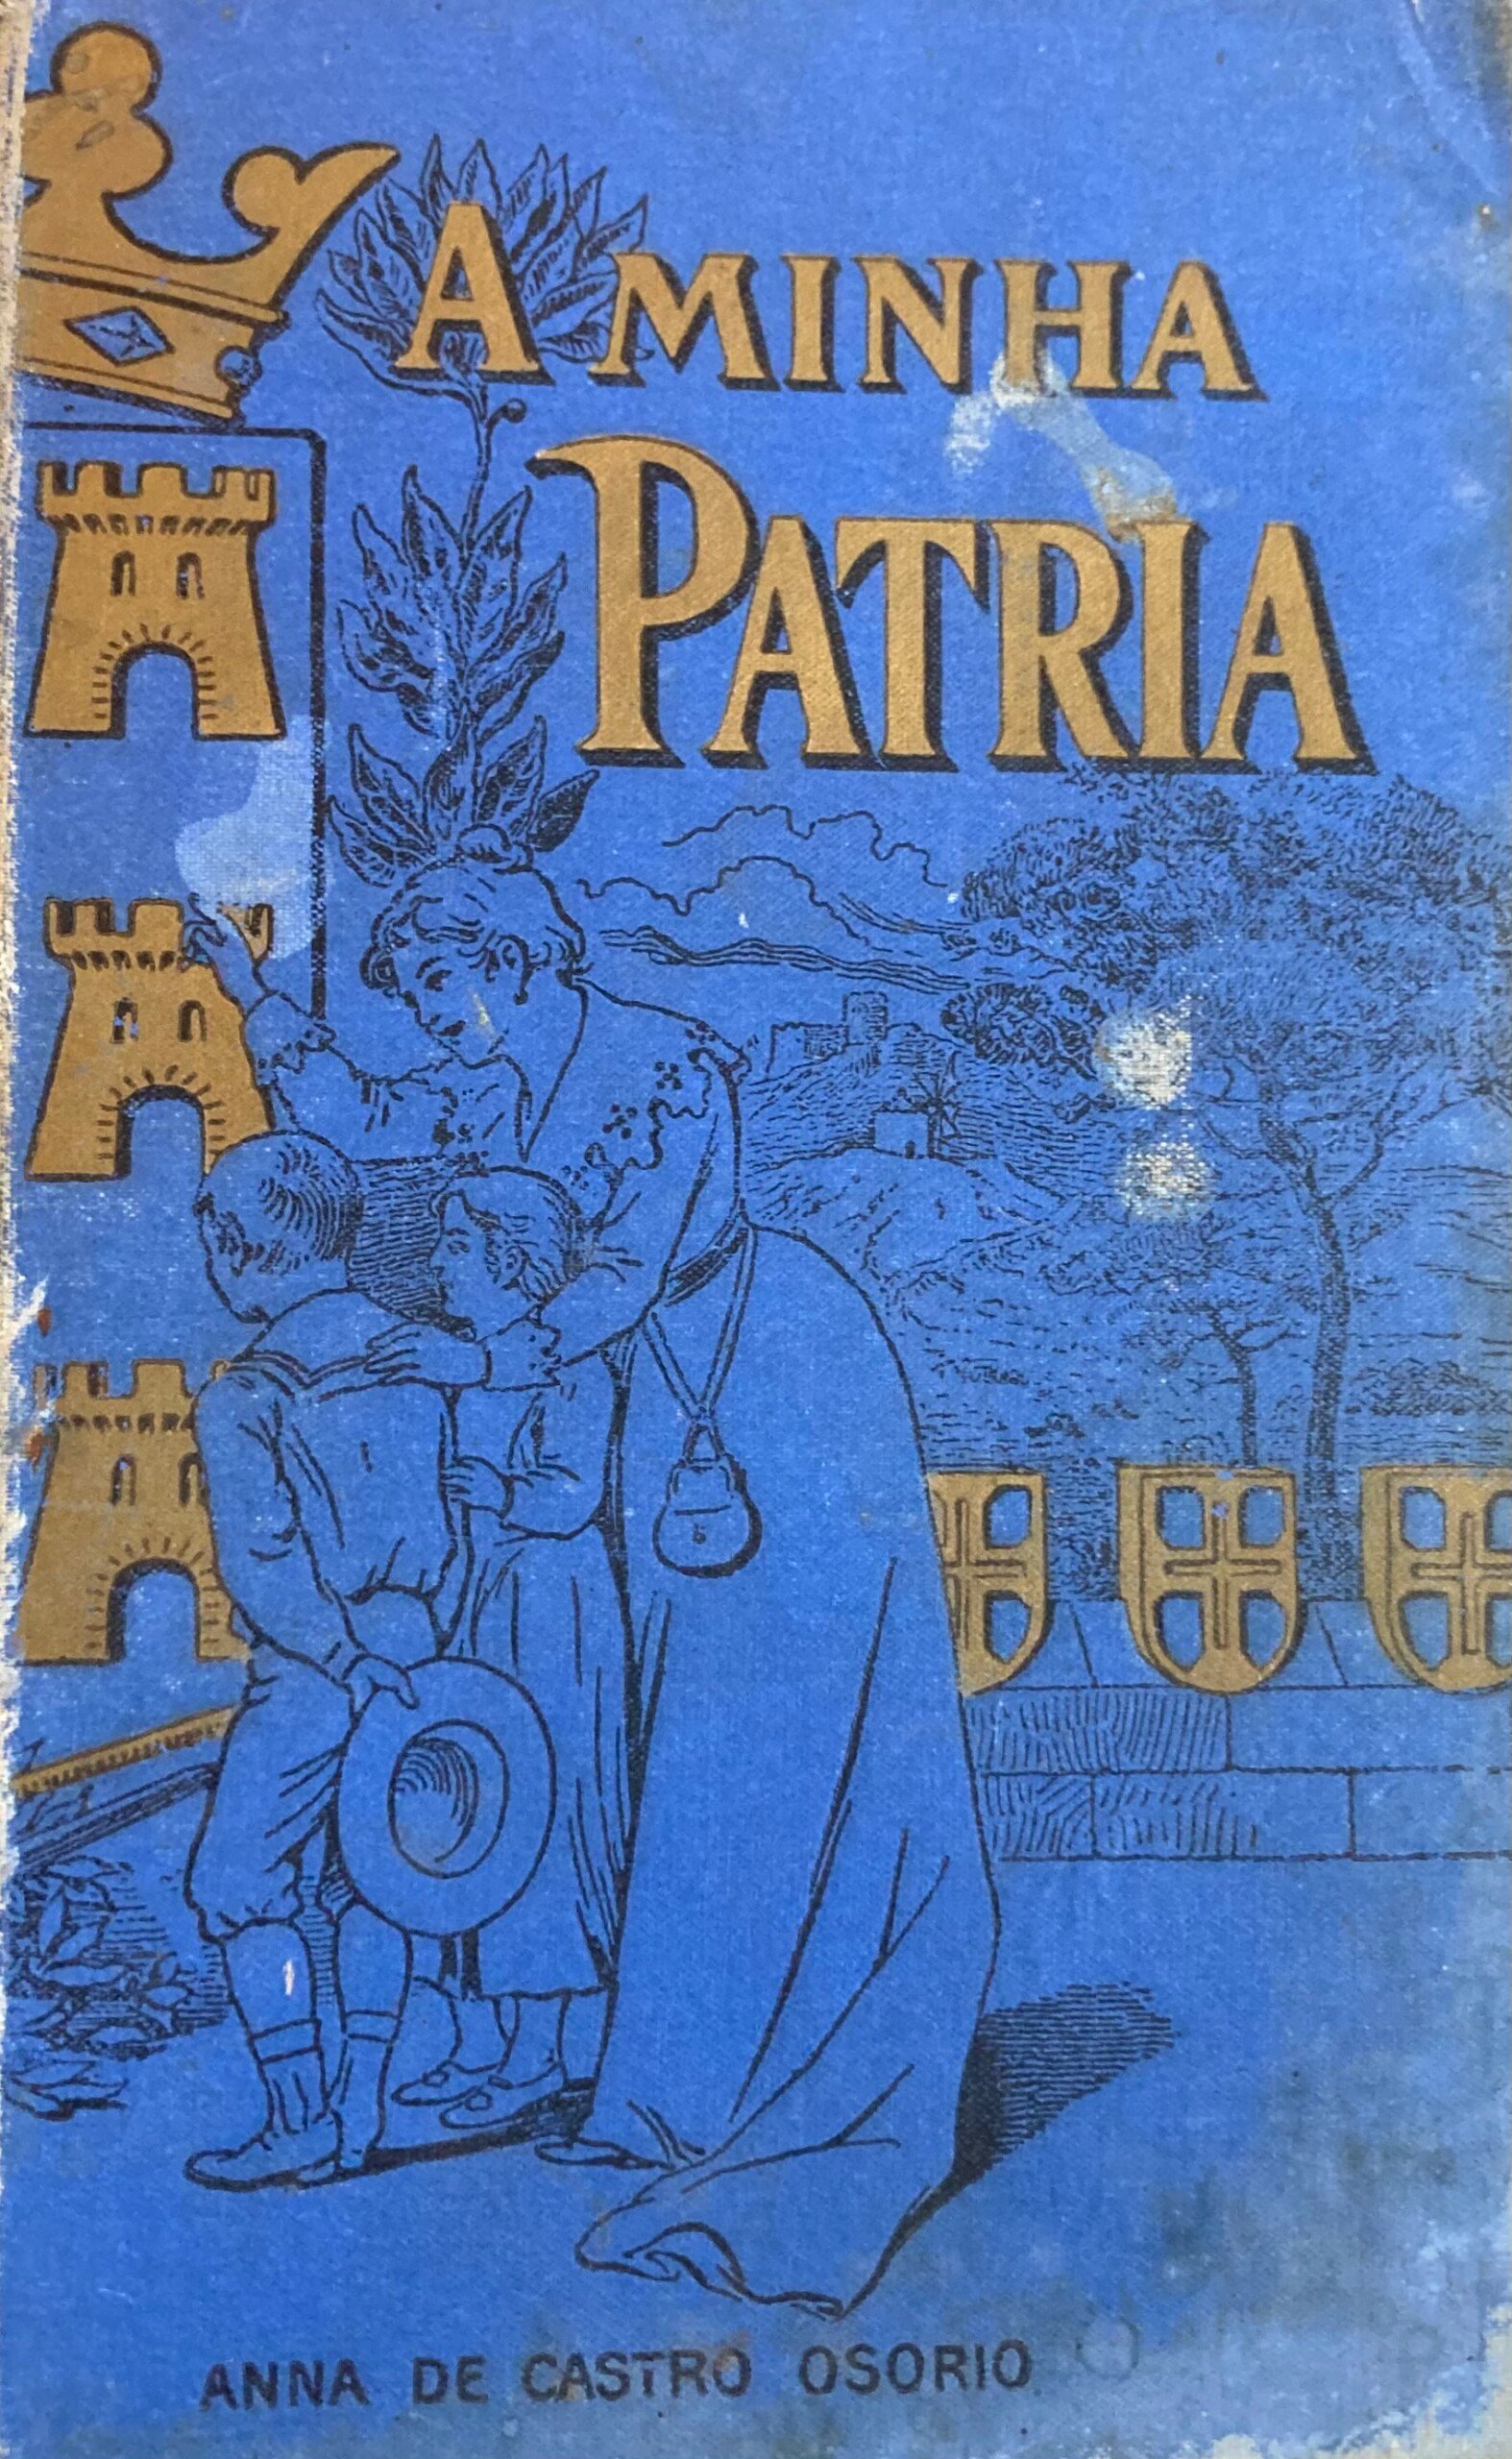 A MINHA
PATRIA
ANNA DE CASTRO OSORIO